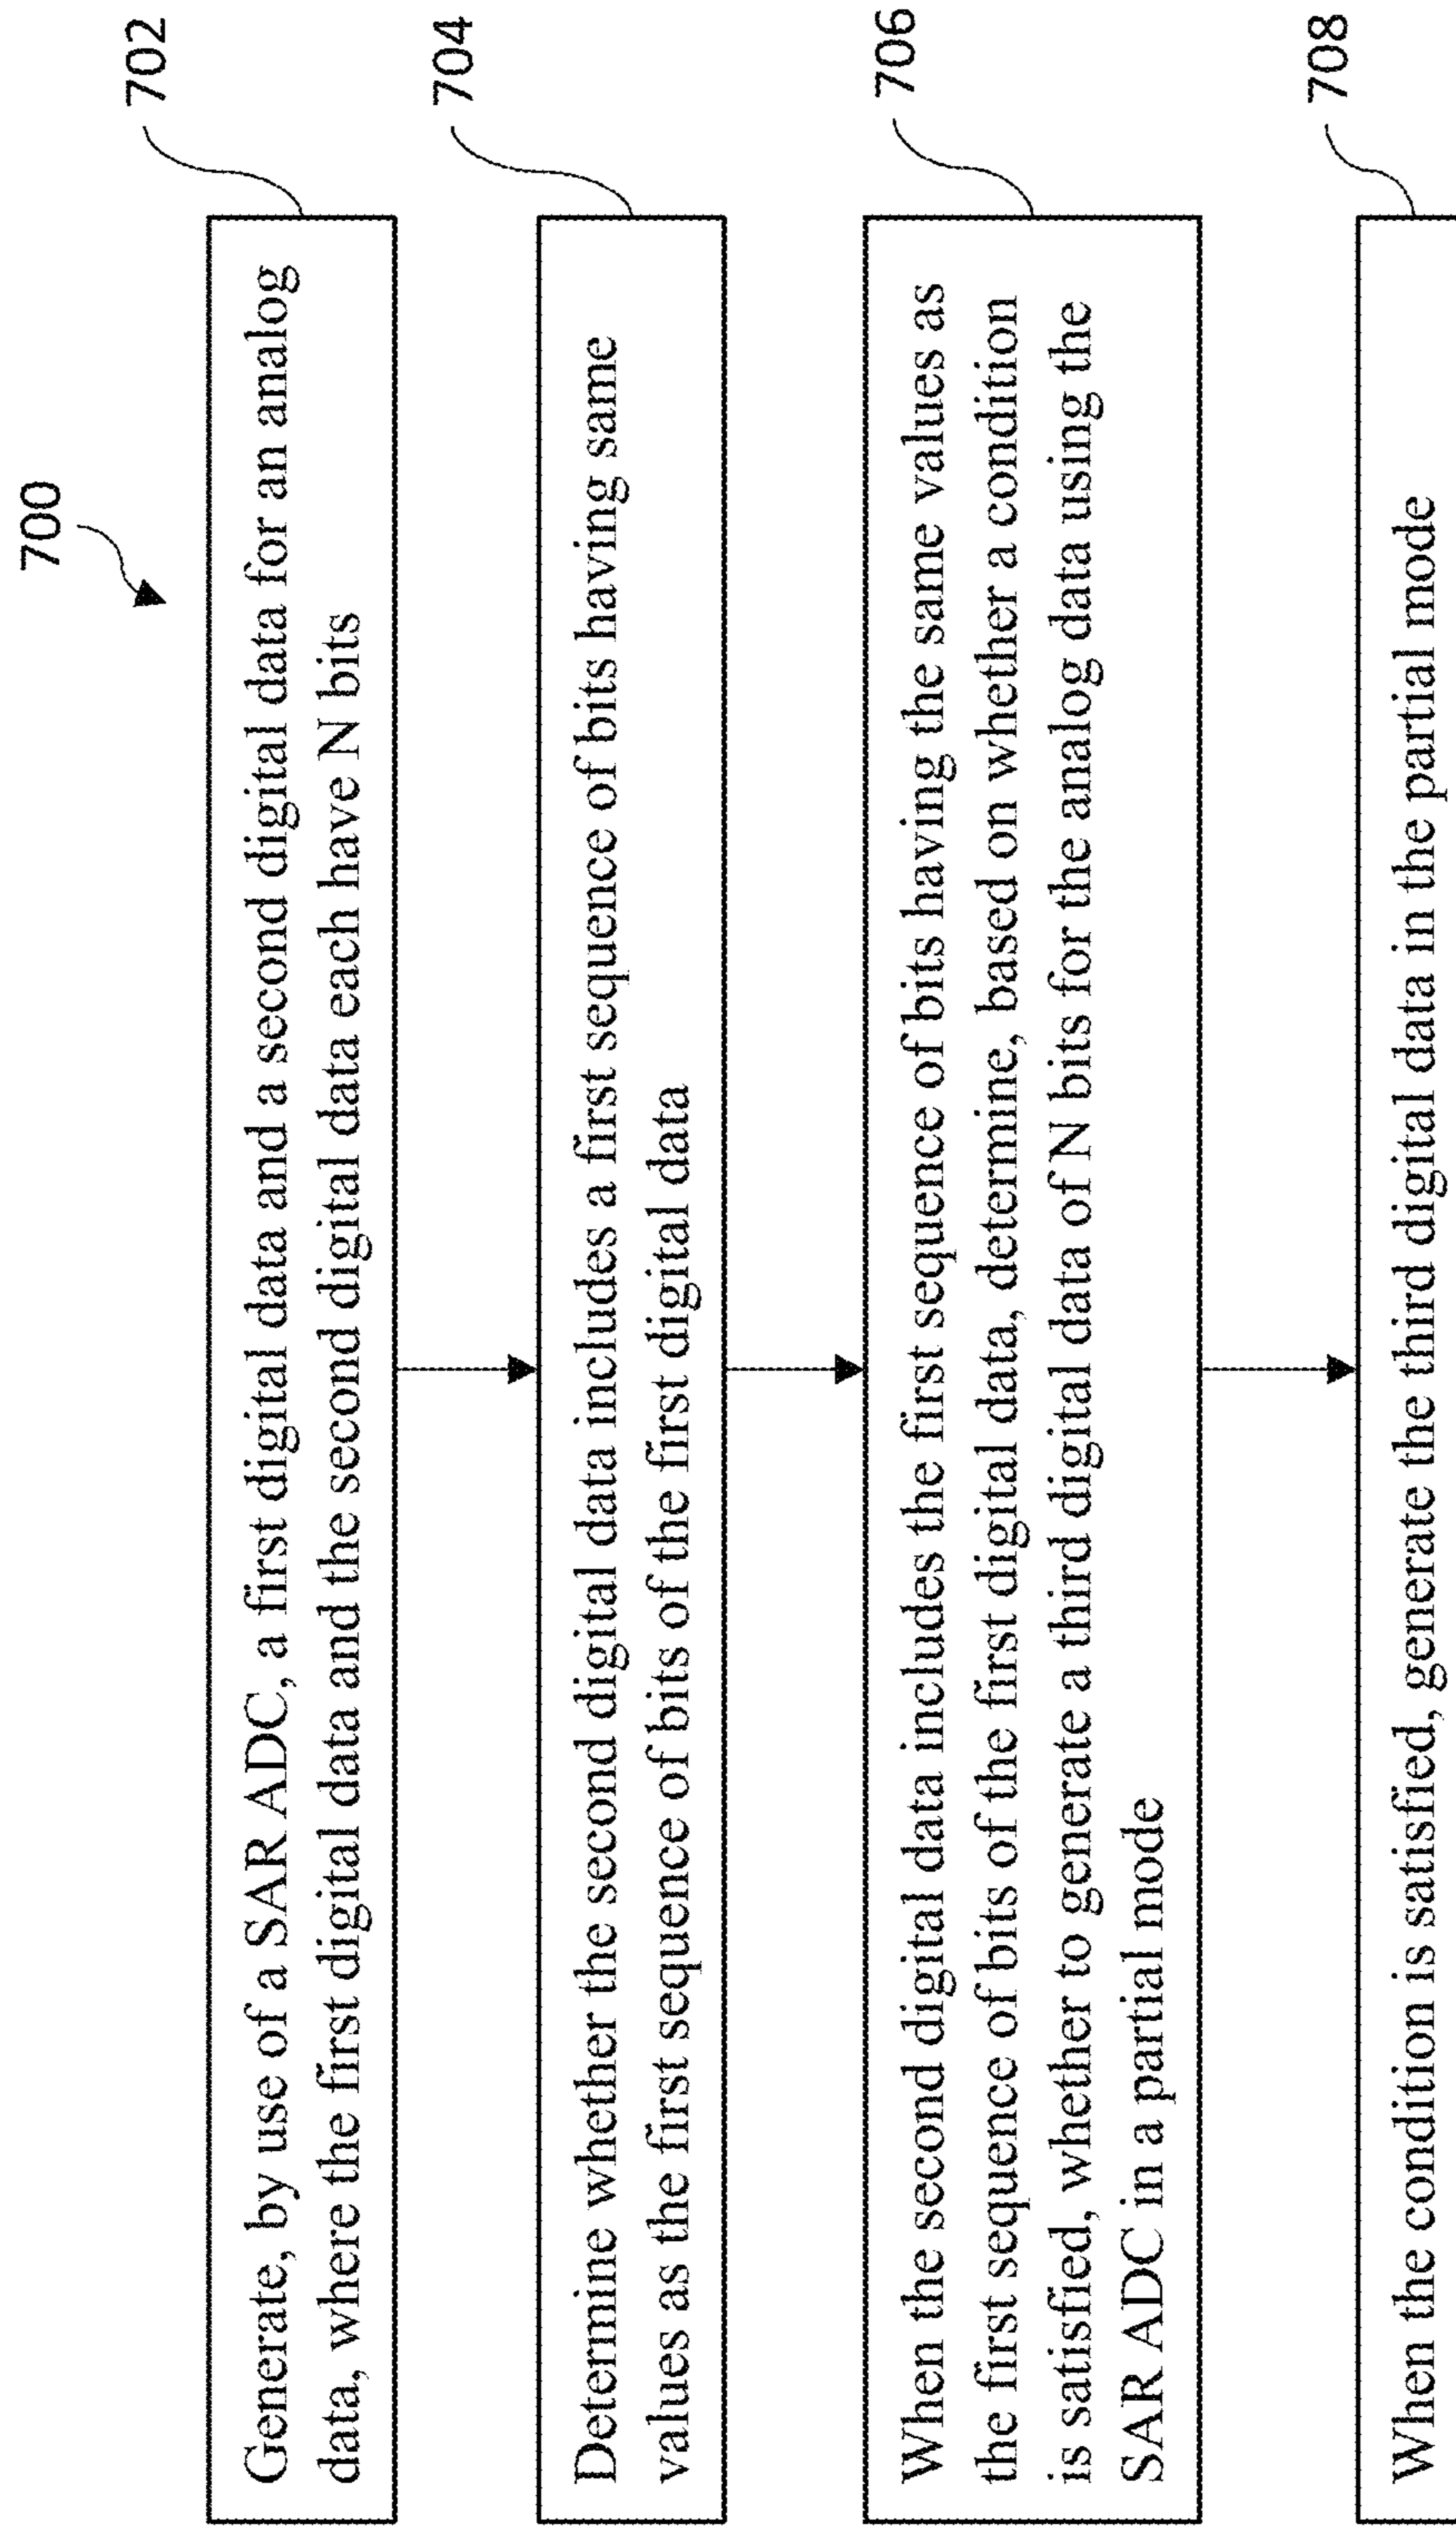 700
702
Generate, by use of a SAR ADC, a first digital data and a second digital data for an analog
data, where the first digital data and the second digital data each have N bits
704
Determine whether the second digital data includes a first sequence of bits having same
values as the first sequence of bits of the first digital data
706
When the second digital data includes the first sequence of bits having the same values as
the first sequence of bits of the first digital data, determine, based on whether a condition
is satisfied, whether to generate a third digital data of N bits for the analog data using the
SAR ADC in a partial mode
708
When the condition is satisfied, generate the third digital data in the partial mode